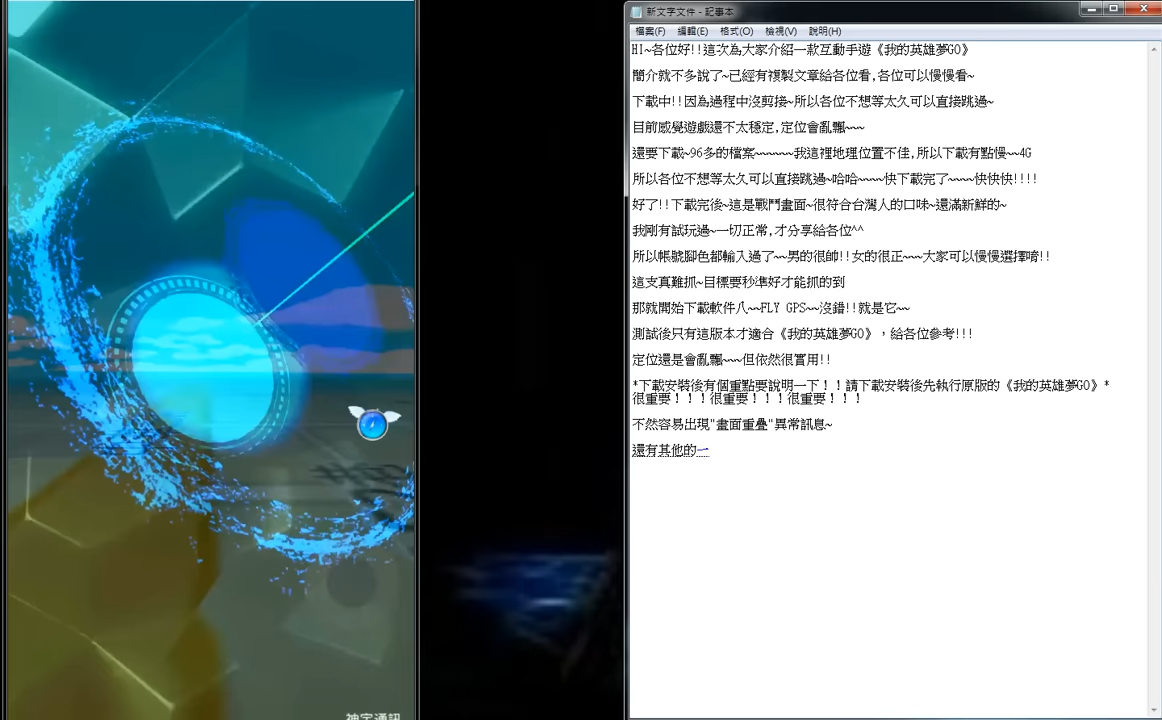 新文字文件 - 記事本
檔案(F) 編輯(E) 格式(O) 檢視(V) 說明(H)
HI~各位好!!這次為大家介紹一款互動手遊《我的英雄夢GO》
簡介就不多說了~已經有複製文章給各位看,各位可以慢慢看~
下載中!!因為過程中沒剪接~所以各位不想等太久可以直接跳過~
目前感覺遊戲還不太穩定,定位會亂飄~~~
還要下載~96多的檔案~~~~~~我這裡地理位置不佳,所以下載有點慢~~4G
所以各位不想等太久可以直接跳過~哈哈~~~~快下載完了~~~~快快快!!!!
好了!!下載完後~這是戰鬥畫面~很符合台灣人的口味~還滿新鮮的~
我剛有試玩過~一切正常,才分享給各位^^
所以帳號腳色都輸入過了~~男的很帥!!女的很正~~~大家可以慢慢選擇唷!!
這支真難抓~目標要秒準好才能抓的到
那就開始下載軟件八~~FLY GPS~~沒錯!!就是它~~
測試後只有這版本才適合《我的英雄夢GO》，給各位參考!!!
定位還是會亂飄~~~但依然很實用!!
*下載安裝後有個重點要說明一下！！請下載安裝後先執行原版的《我的英雄夢GO》*
很重要！！！很重要！！！很重要！！！
不然容易出現"畫面重疊"異常訊息~
還有其他的一
神宇通訊